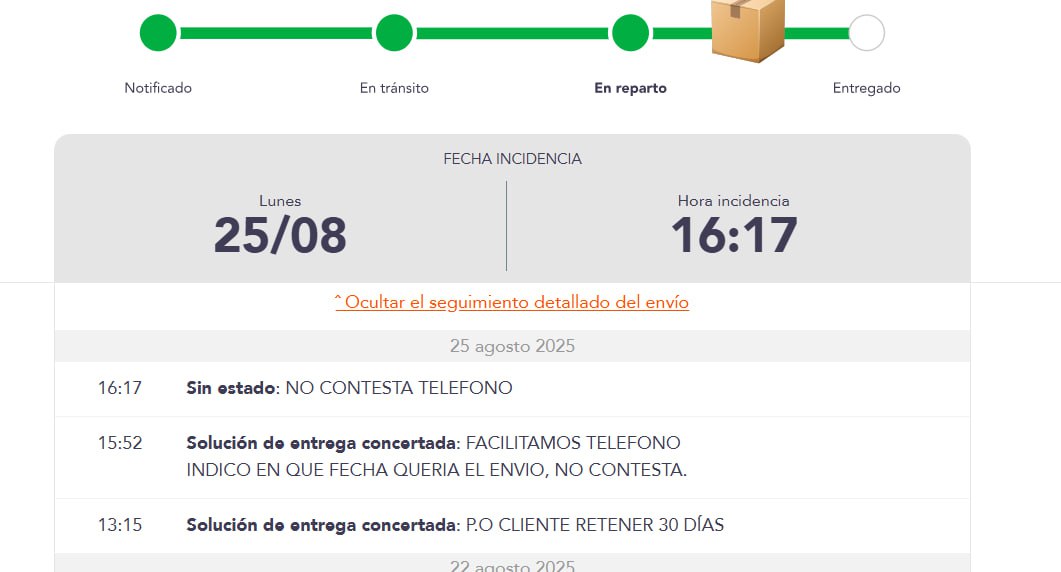 Notificado
En tránsito
En reparto
Entregado
FECHA INCIDENCIA
Lunes
25/08
Hora incidencia
16:17
^ Ocultar el seguimiento detallado del envío
25 agosto 2025
16:17 Sin estado: NO CONTESTA TELEFONO
15:52 Solución de entrega concertada: FACILITAMOS TELEFONO
INDICO EN QUE FECHA QUERIA EL ENVIO, NO CONTESTA.
13:15 Solución de entrega concertada: P.O CLIENTE RETENER 30 DÍAS
22 agosto 2025